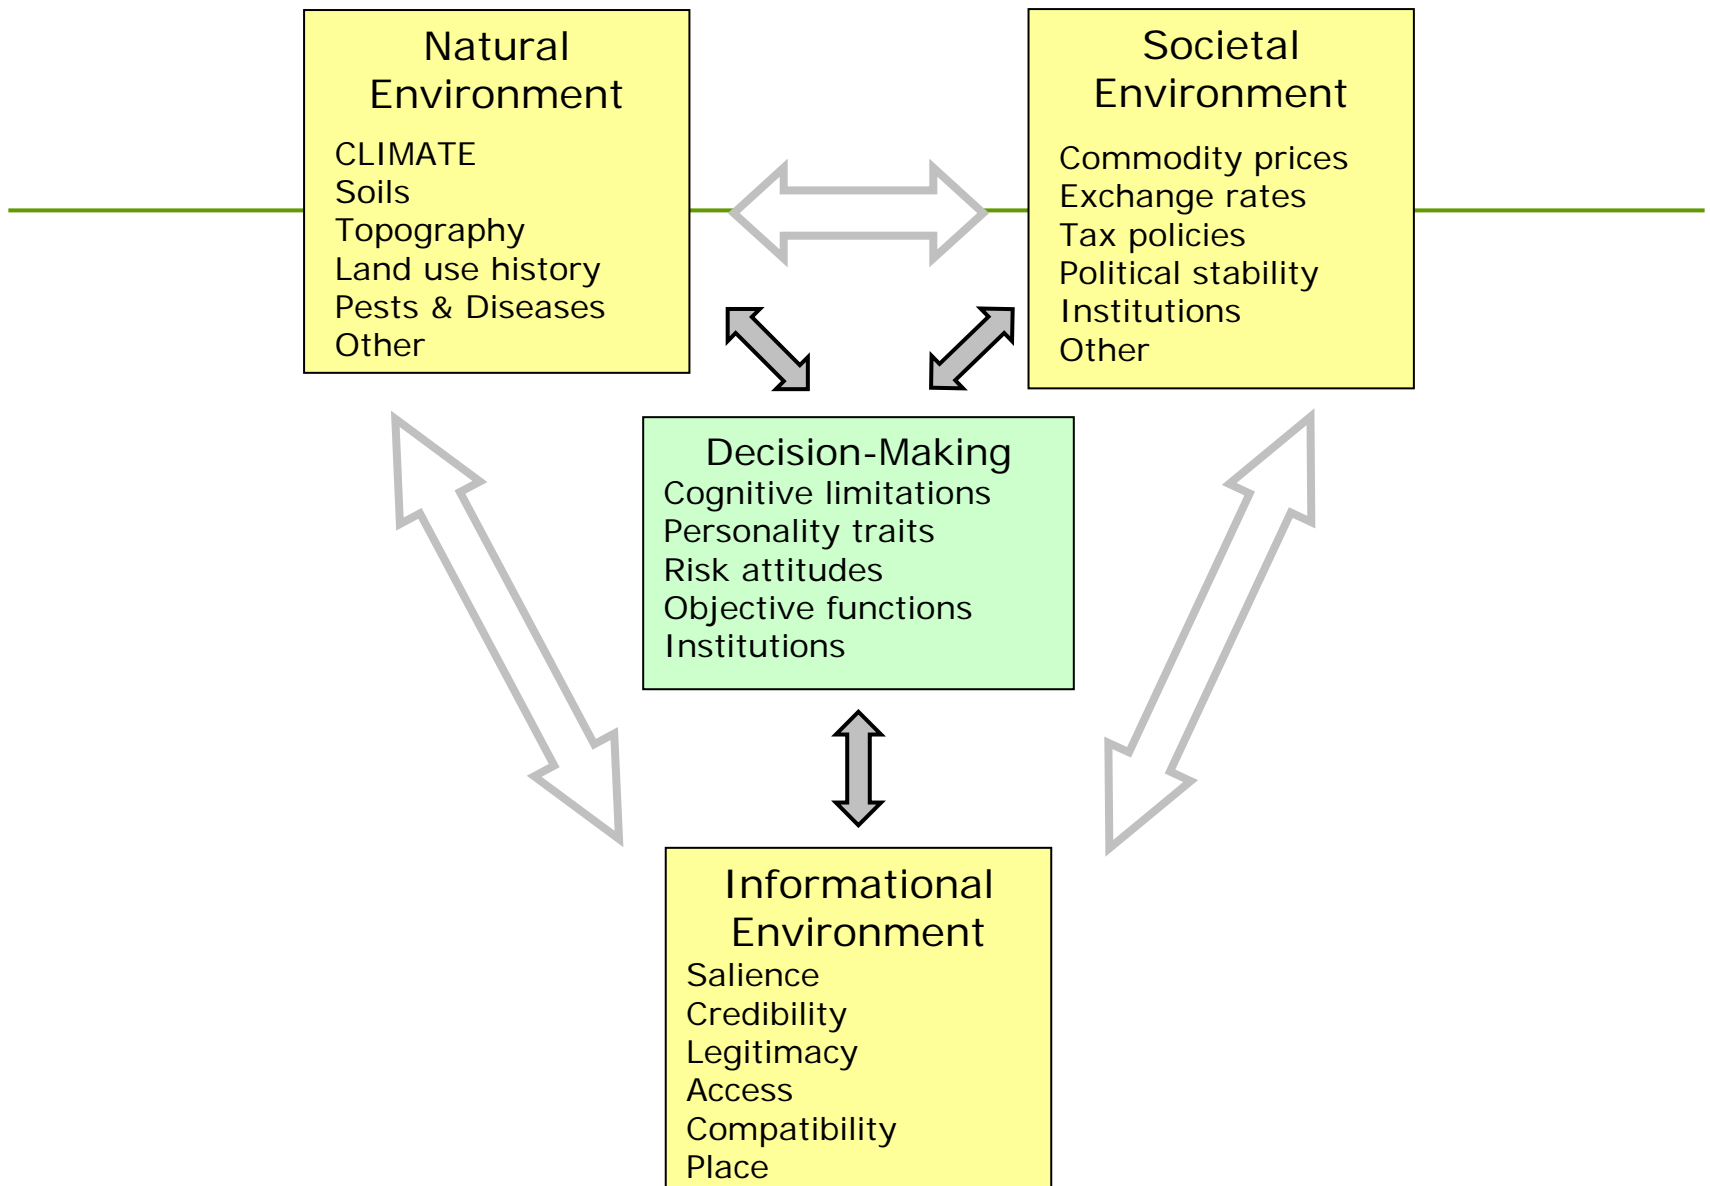 Natural
Environment
CLIMATE
Soils
Topography
Land use history
Pests & Diseases
Other
Societal
Environment
Commodity prices
Exchange rates
Tax policies
Political stability
Institutions
Other
Decision-Making
Cognitive limitations
Personality traits
Risk attitudes
Objective functions
Institutions
Informational
Environment
Salience
Credibility
Legitimacy
Access
Compatibility
Place